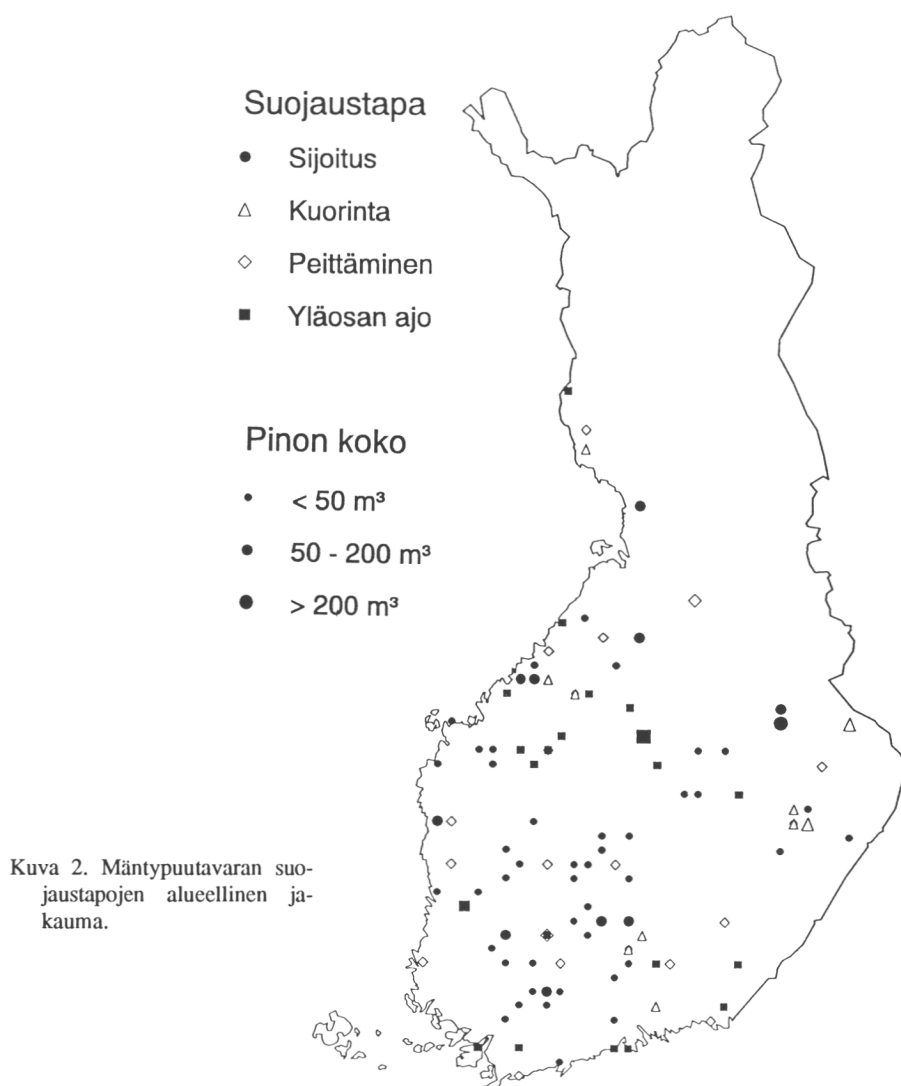 Suojaustapa
Sijoitus
Kuorinta
Peittäminen
Yläosan ajo
Pinon koko
< 50 m³
50 - 200 m³
> 200 m³
Kuva 2. Mäntypuutavaran suo-
jaustapojen alueellinen ja-
kauma.